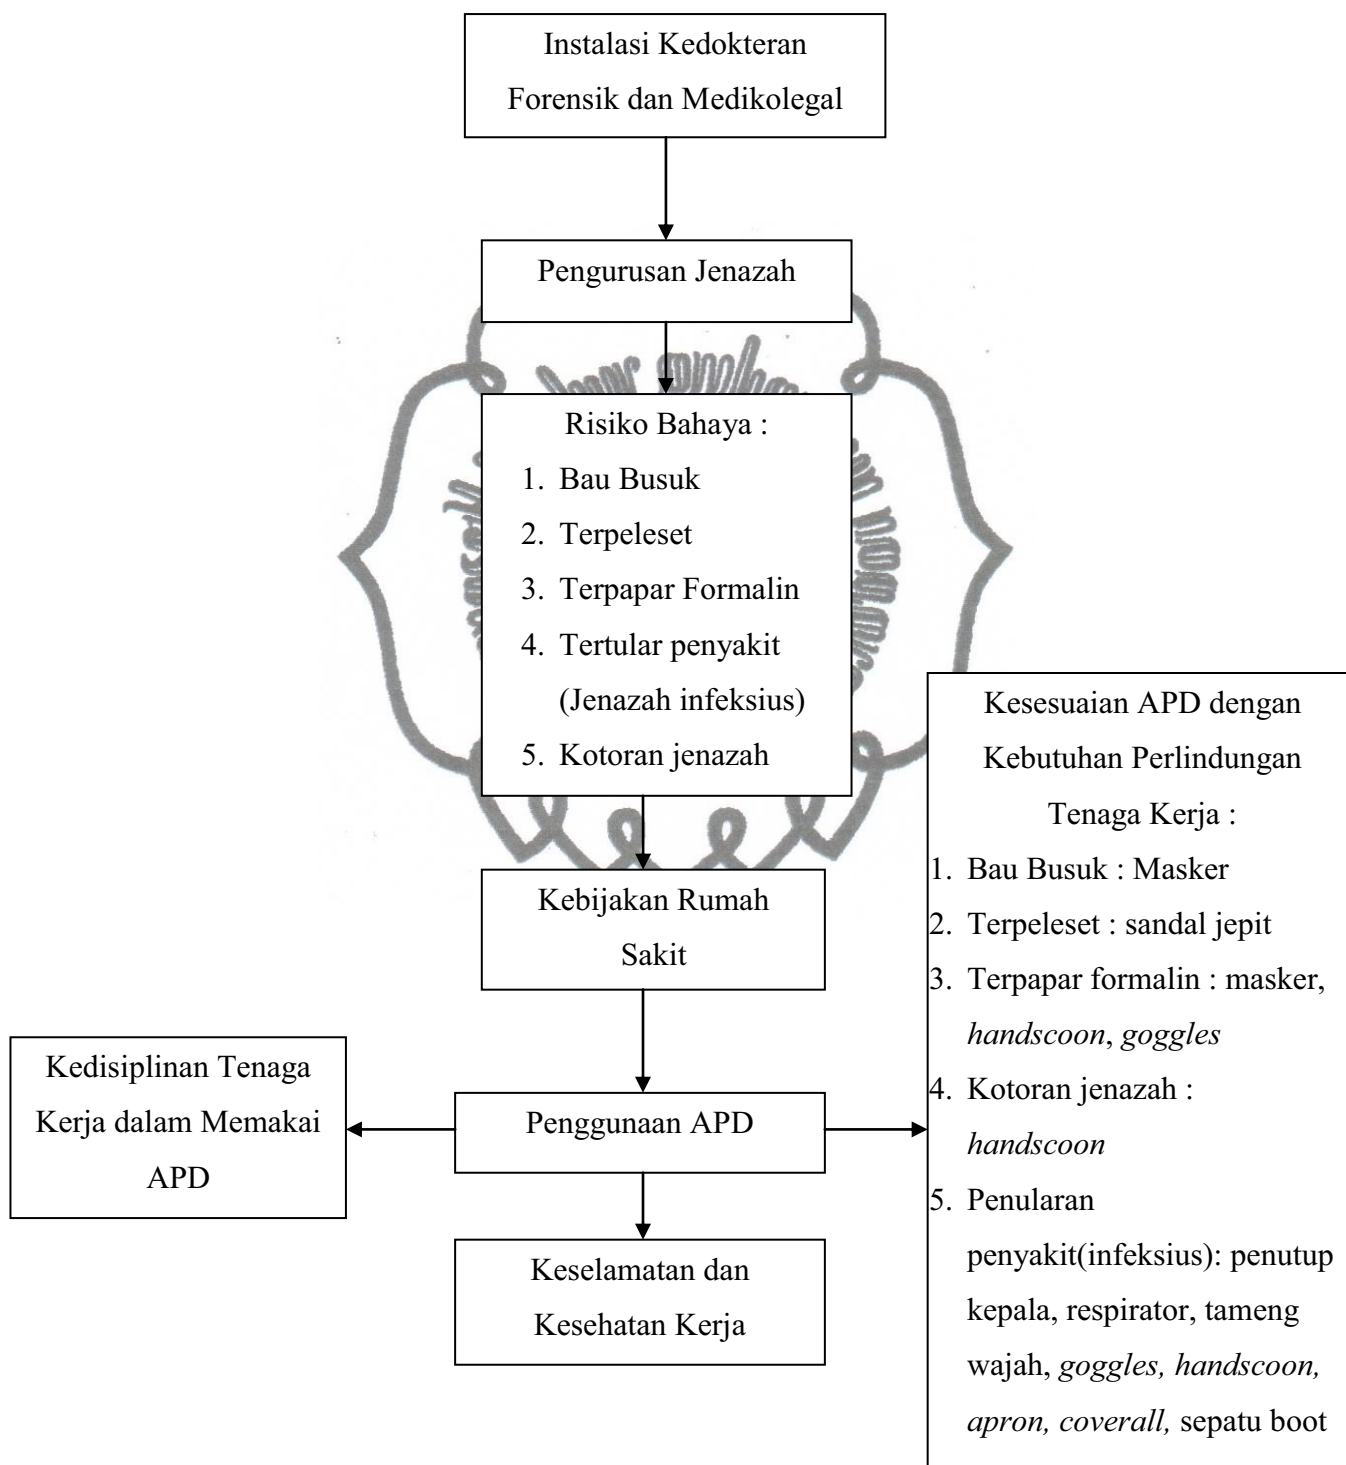 Instalasi Kedokteran
Forensik dan Medikolegal
Pengurusan Jenazah
Risiko Bahaya :
1. Bau Busuk
2. Terpeleset
3. Terpapar Formalin
4. Tertular penyakit
(Jenazah infeksius)
5. Kotoran jenazah
Kebijakan Rumah
Sakit
Kedisiplinan Tenaga
Kerja dalam Memakai
APD
Penggunaan APD
Keselamatan dan
Kesehatan Kerja
Kesesuaian APD dengan
Kebutuhan Perlindungan
Tenaga Kerja :
1. Bau Busuk : Masker
2. Terpeleset : sandal jepit
3. Terpapar formalin : masker,
handscoon, goggles
4. Kotoran jenazah :
handscoon
5. Penularan
penyakit(infeksius): penutup
kepala, respirator, tameng
wajah, goggles, handscoon,
apron, coverall, sepatu boot